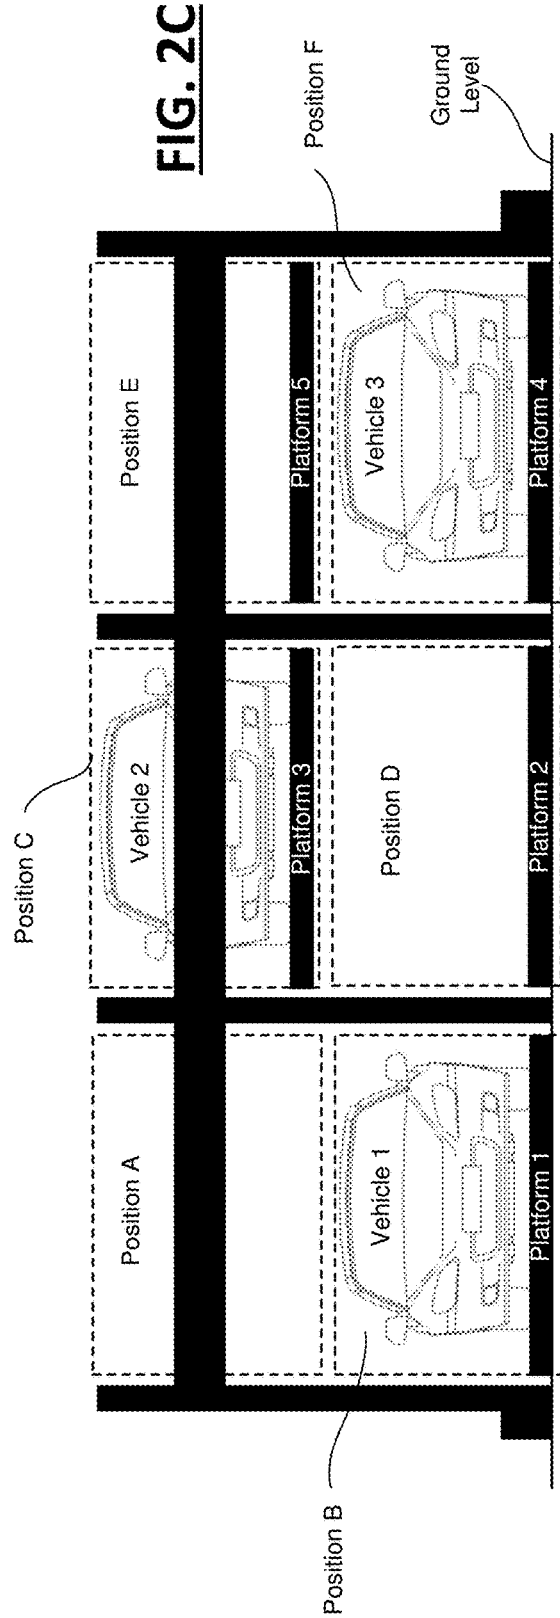 FIG. 2C
Position C
Position A
Vehicle 2
Position E
Platform 3
Platform 5
Position B
Vehicle 1
Position D
Vehicle 3
Position F
Platform 1
Platform 2
Platform 4
Ground
Level